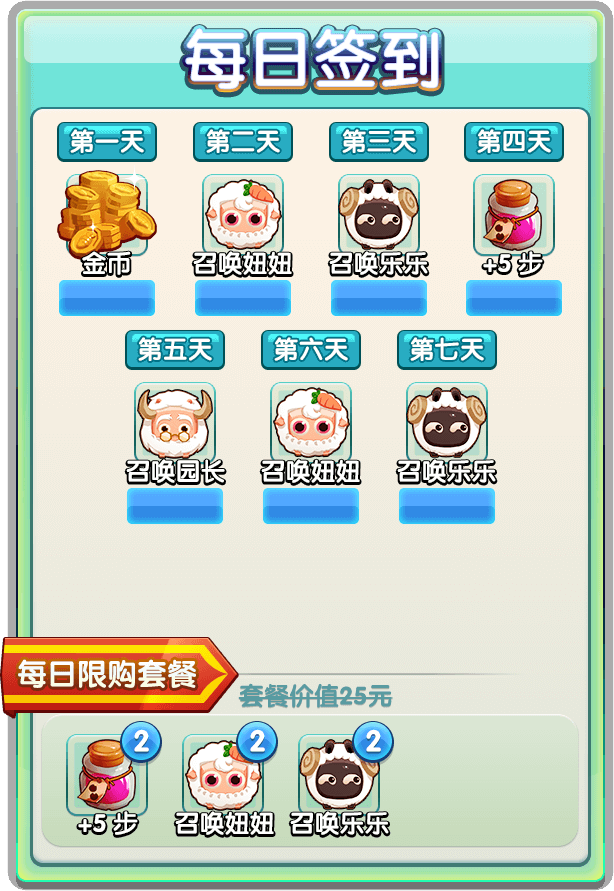 每日签到
第一天 第二天 第三天 第四天
金币 召唤妞妞 召唤乐乐 +5 步
第五天 第六天 第七天
召唤园长 召唤妞妞 召唤乐乐
每日限购套餐
套餐价值25元
2 2 2
+5 步 召唤妞妞 召唤乐乐